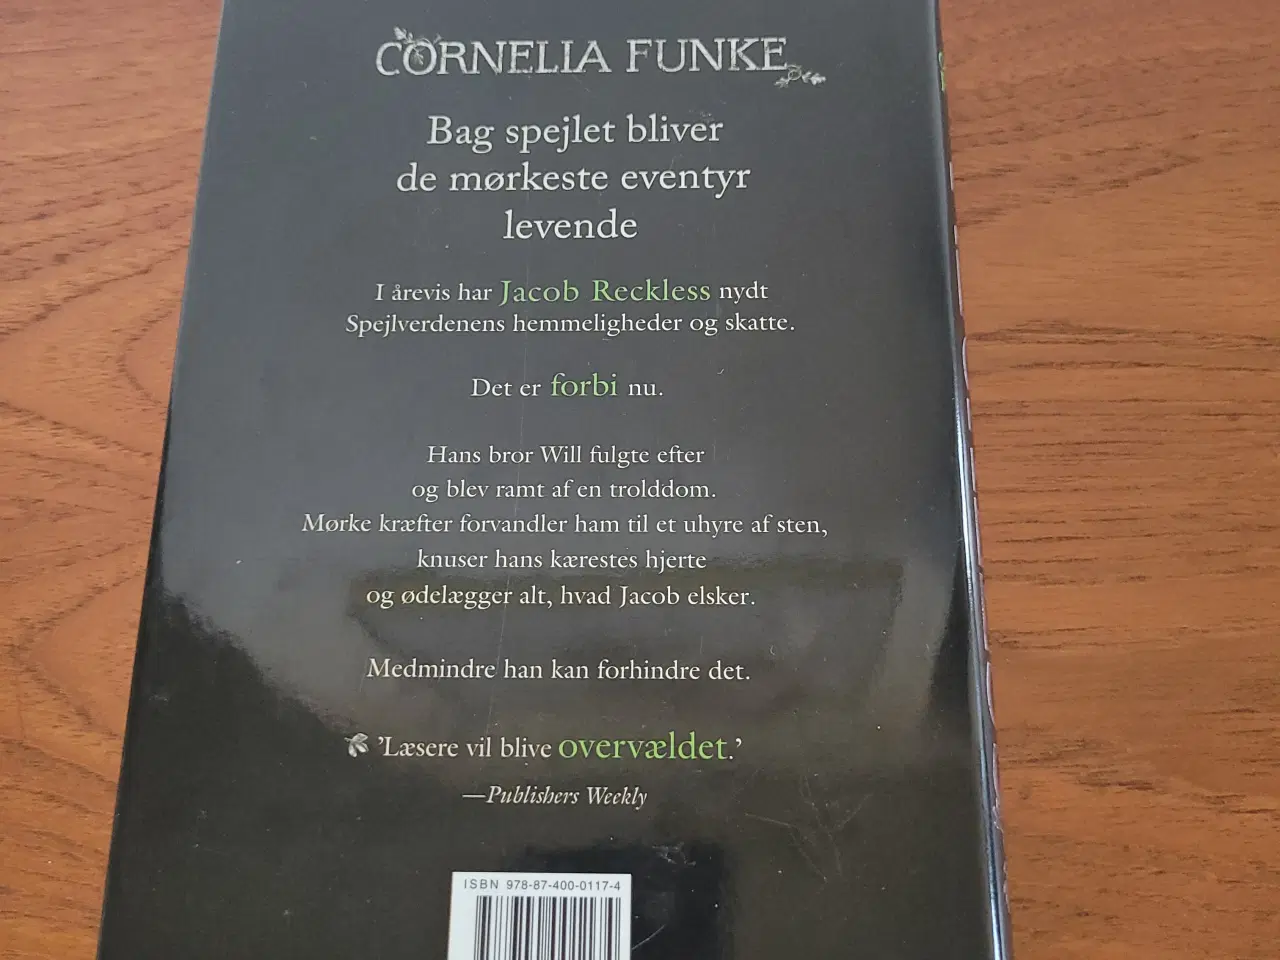 CORNELIA FUNKE
Bag spejlet bliver
de mørkeste eventyr
levende
I årevis har Jacob Reckless nydt
Spejlverdenens hemmeligheder og skatte.
Det er forbi nu.
Hans bror Will fulgte efter
og blev ramt af en trolddom.
Mørke kræfter forvandler ham til et uhyre af sten,
knuser hans kærestes hjerte
og ødelægger alt, hvad Jacob elsker.
Medmindre han kan forhindre det.
’Læsere vil blive overvældet.’
—Publishers Weekly
ISBN 978-87-400-0117-4